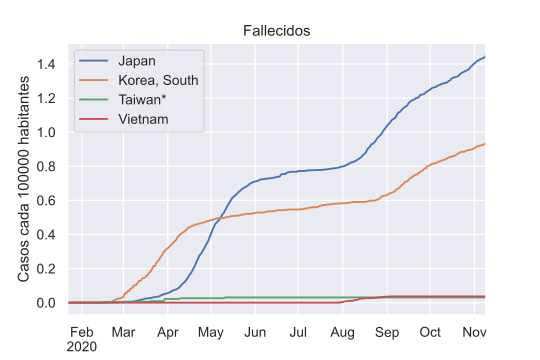 Fallecidos
Casos cada 100000 habitantes
1.4
1.2
1.0
0.8
0.6
0.4
0.2
0.0
Japan
Korea, South
Taiwan*
Vietnam
Feb Mar Apr May Jun Jul Aug Sep Oct Nov
2020